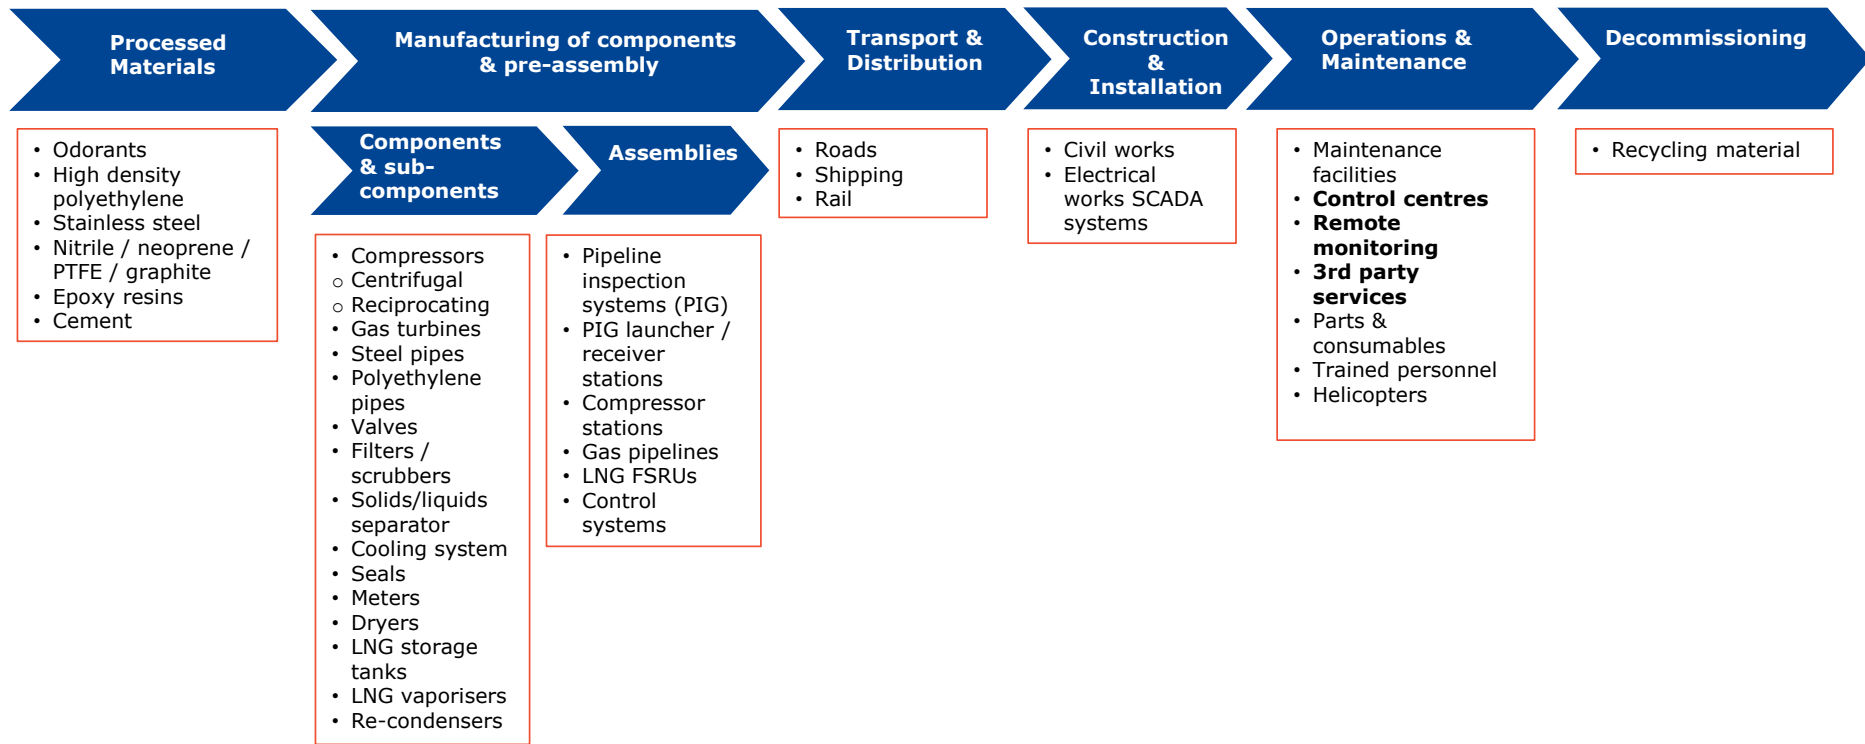 Processed
Materials
Manufacturing of components
& pre-assembly
Transport &
Distribution
Construction
&
Installation
Operations &
Maintenance
Decommissioning
• Odorants
• High density
polyethylene
• Stainless steel
• Nitrile / neoprene /
PTFE / graphite
• Epoxy resins
• Cement
Components
& sub-
components
• Compressors
o Centrifugal
o Reciprocating
• Gas turbines
• Steel pipes
• Polyethylene
pipes
• Valves
• Filters /
scrubbers
• Solids/liquids
separator
• Cooling system
• Seals
• Meters
• Dryers
• LNG storage
tanks
• LNG vaporisers
• Re-condensers
Assemblies
• Pipeline
inspection
systems (PIG)
• PIG launcher /
receiver
stations
• Compressor
stations
• Gas pipelines
• LNG FSRUs
• Control
systems
• Roads
• Shipping
• Rail
• Civil works
• Electrical
works SCADA
systems
• Maintenance
facilities
• Control centres
• Remote
monitoring
• 3rd party
services
• Parts &
consumables
• Trained personnel
• Helicopters
• Recycling material